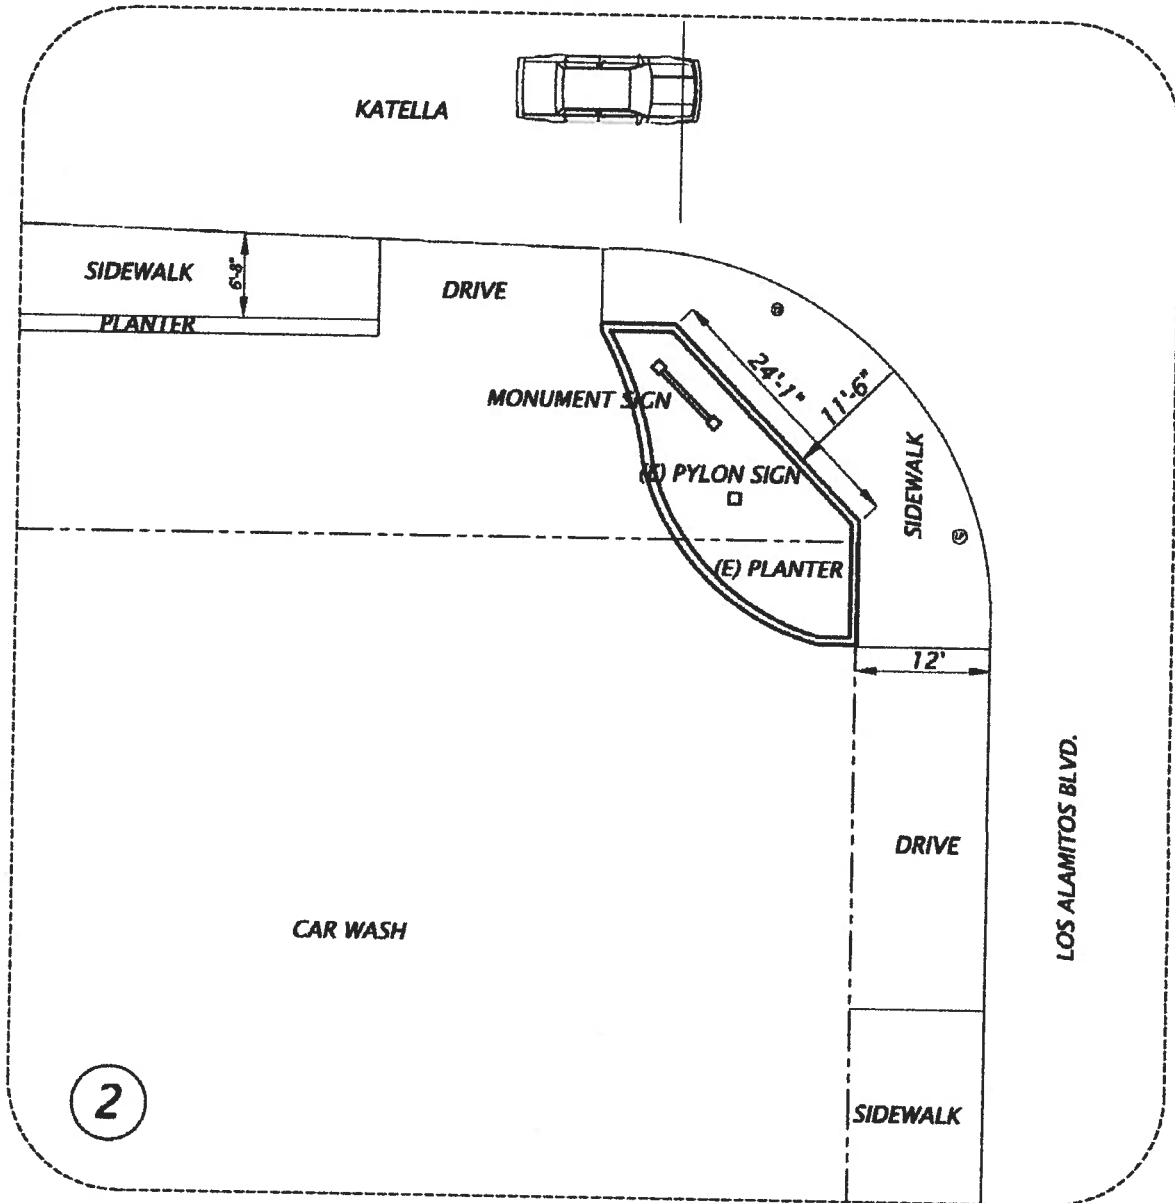 KATELLA
SIDEWALK
6'-8"
DRIVE
PLANTER
24'-1"
11'-6"
MONUMENT SIGN
(E) PYLON SIGN
SIDEWALK
(E) PLANTER
12'
LOS ALAMITOS BLVD.
DRIVE
CAR WASH
2
SIDEWALK